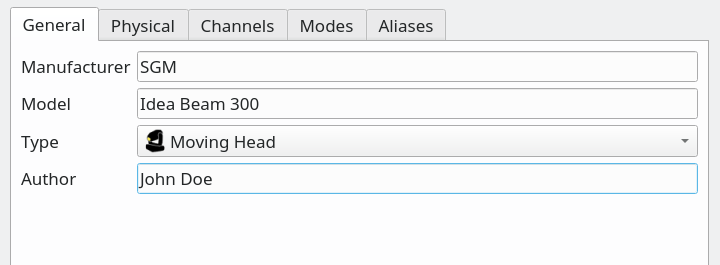 General Physical Channels Modes Aliases
Manufacturer SGM
Model Idea Beam 300
Type Moving Head
Author John Doe